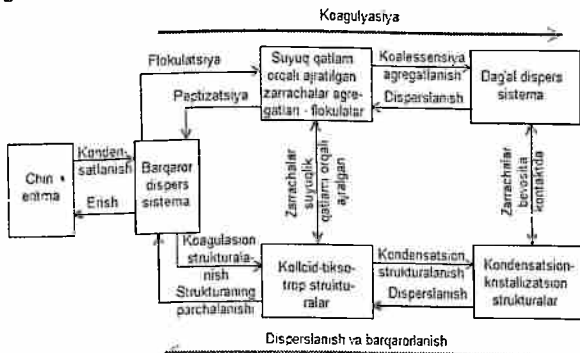 Koagulyasiya
Flokulatsiya
Peptizatsiya
Suyuq qatlam
orqali ajratilgan
zarrachalar agre-
gatlari - flokulalar
Koalessensiya
agregatlanish
Disperslanish
Dag'al dispers
sistema
Chin
eritma
Konden-
satlanish
Erish
Barqaror
dispers
sistema
Zarrachalar
suyuqlik
qatlami orqali
ajralgan
Zarrachalar
bevosita
kontaktda
Koagulasion
strukturala-
nish
Strukturaning
parchalanishi
Kolloid-tikso-
trop struktu-
ralar
Kondensatsion
strukturalanish
Disperslanish
Kondensatsion-
kristallizatsion
strukturalar
Disperslanish va barqarorlanish